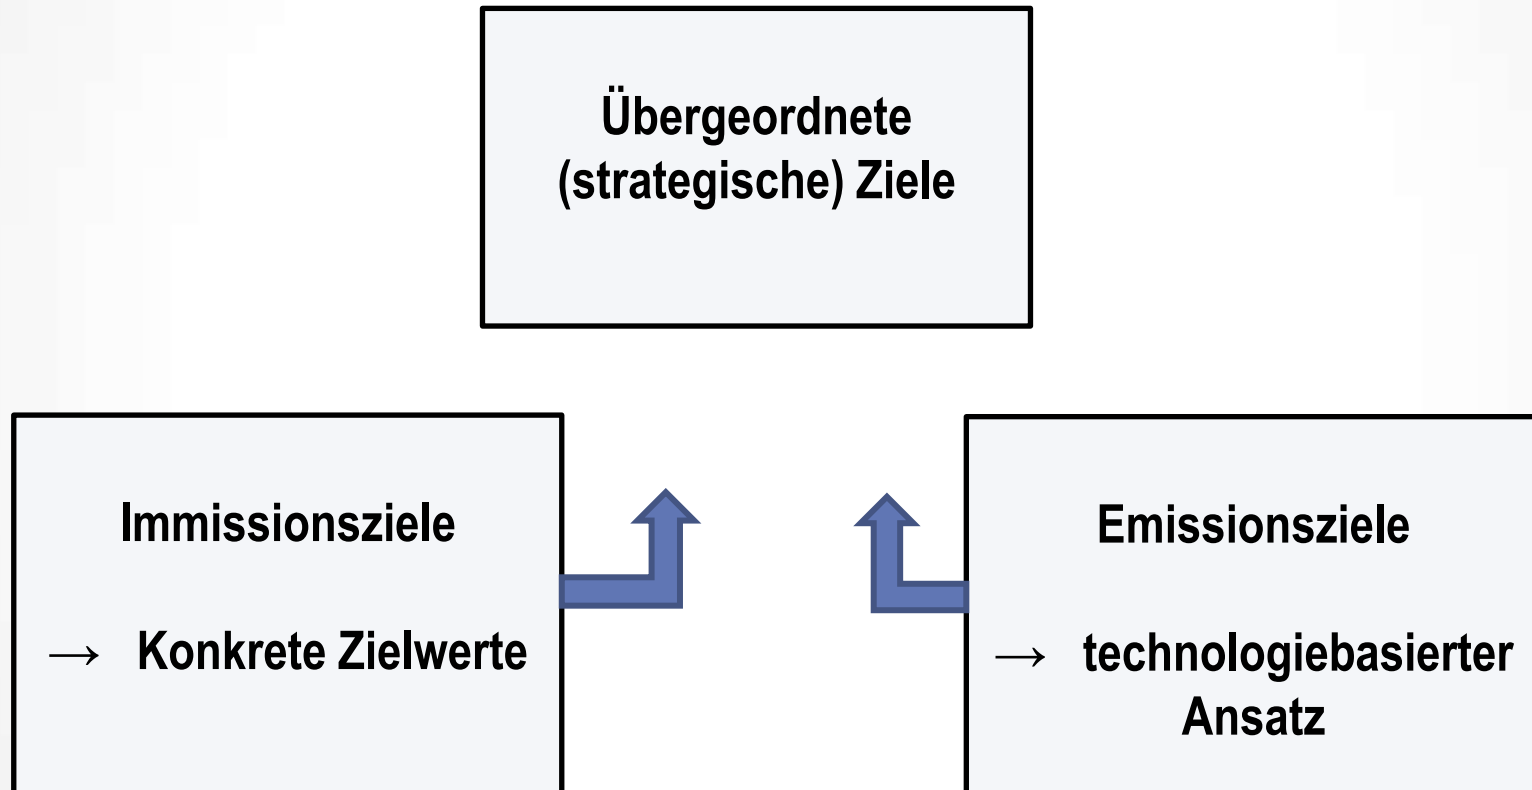 Übergeordnete
(strategische) Ziele
Immissionsziele
→ Konkrete Zielwerte
Emissionsziele
→ technologiebasierter
Ansatz